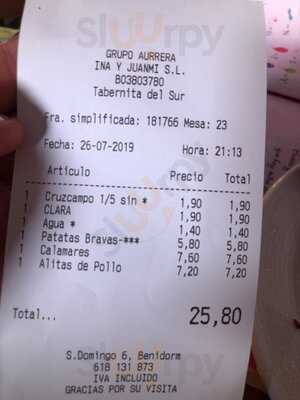 Sluurpy
GRUPO AURRERA
INA Y JUANMI S.L.
B03803780
Tabernita del Sur
Fra. simplificada: 181766 Mesa: 23
Fecha: 26-07-2019 Hora: 21:13
Artículo Precio Total
1 Cruzcampo 1/5 sin * 1,90 1,90
1 CLARA 1,90 1,90
1 Agua * 1,40 1,40
1 Patatas Bravas-*** 5,80 5,80
1 Calamares 7,60 7,60
1 Alitas de Pollo 7,20 7,20
Total... 25,80
S.Domingo 6, Benidorm
618 131 873
IVA INCLUIDO
GRACIAS POR SU VISITA